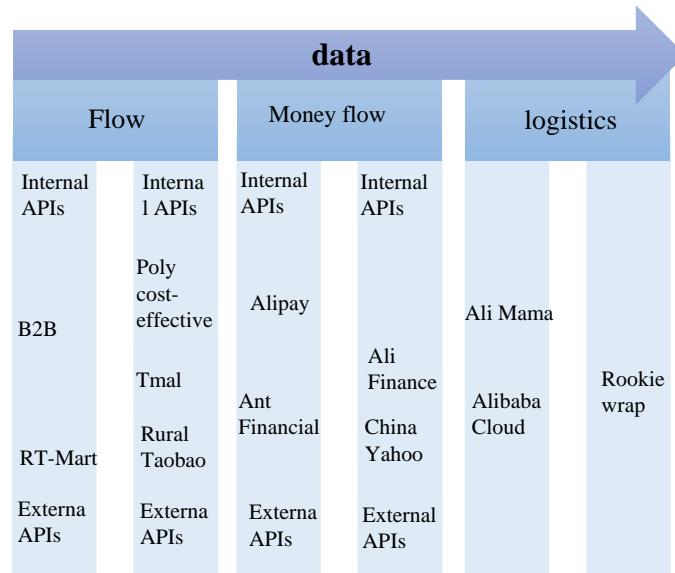 data
Flow
Money flow
logistics
Internal
APIs
B2B
RT-Mart
Externa
APIs
Interna
l APIs
Poly
cost-
effective
Tmal
Rural
Taobao
Externa
APIs
Internal
APIs
Alipay
Ant
Financial
Externa
APIs
Internal
APIs
Ali
Finance
China
Yahoo
External
APIs
Ali Mama
Alibaba
Cloud
Rookie
wrap